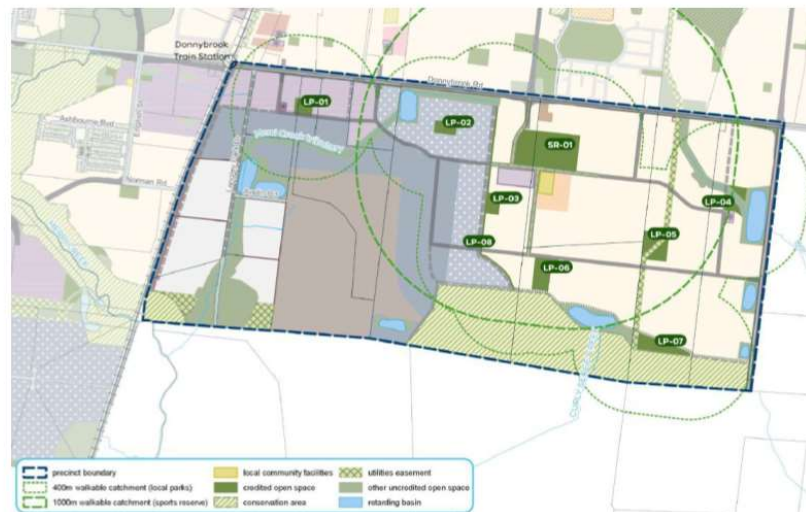 Donnybrook
Train Station
Donnybrook Rd
LP-01
LP-02
SR-01
Merri Creek tributary
Norman Rd
LP-03
LP-04
LP-08
LP-05
LP-06
LP-07
precinct boundary
local community facilities
utilities easement
400m walkable catchment (local parks)
credited open space
other uncredited open space
1000m walkable catchment (sports reserve)
conservation area
retarding basin